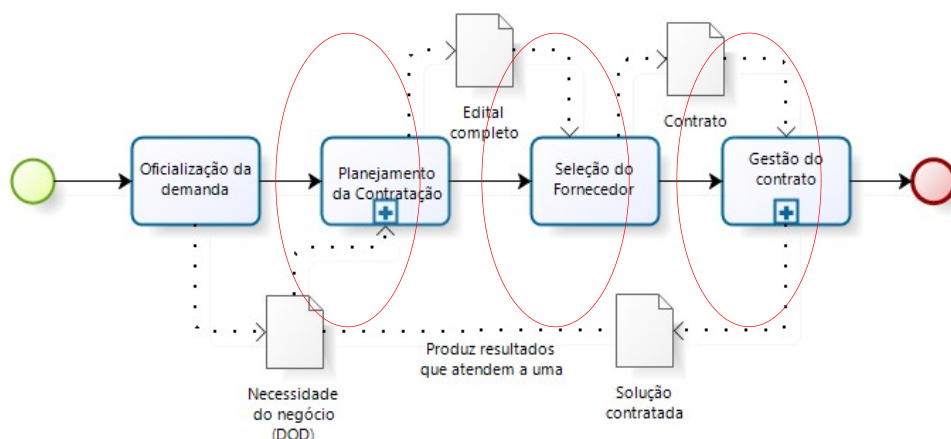 Edital
completo
Contrato
Oficialização da
demanda
Planejamento
da Contratação
Seleção do
Fornecedor
Gestão do
contrato
Produz resultados
que atendem a uma
Necessidade
do negócio
(DOD)
Solução
contratada